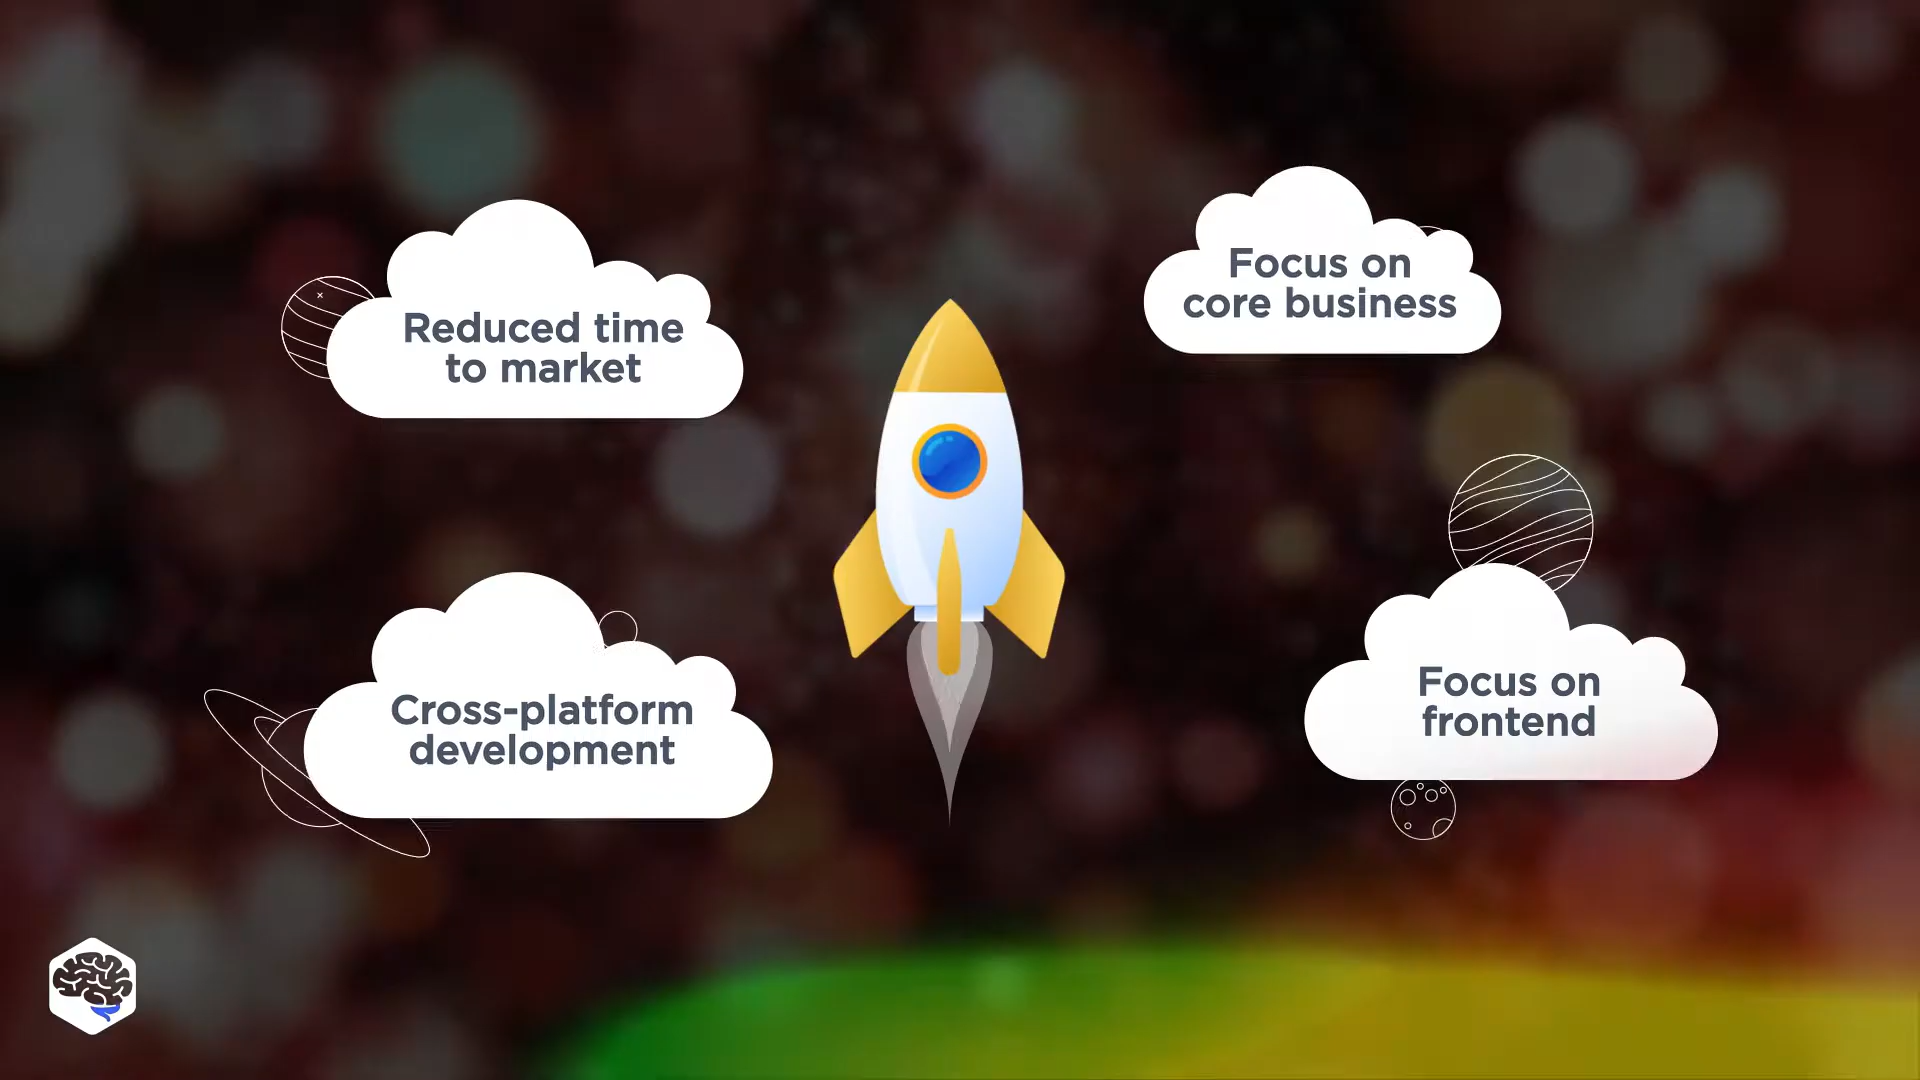 Reduced time
to market
Focus on
core business
Cross-platform
development
Focus on
frontend